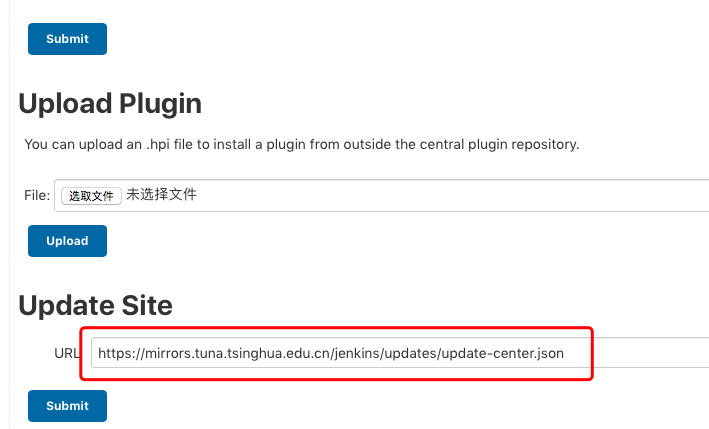 Submit
Upload Plugin
You can upload an .hpi file to install a plugin from outside the central plugin repository.
File: 选取文件 未选择文件
Upload
Update Site
URL https://mirrors.tuna.tsinghua.edu.cn/jenkins/updates/update-center.json
Submit